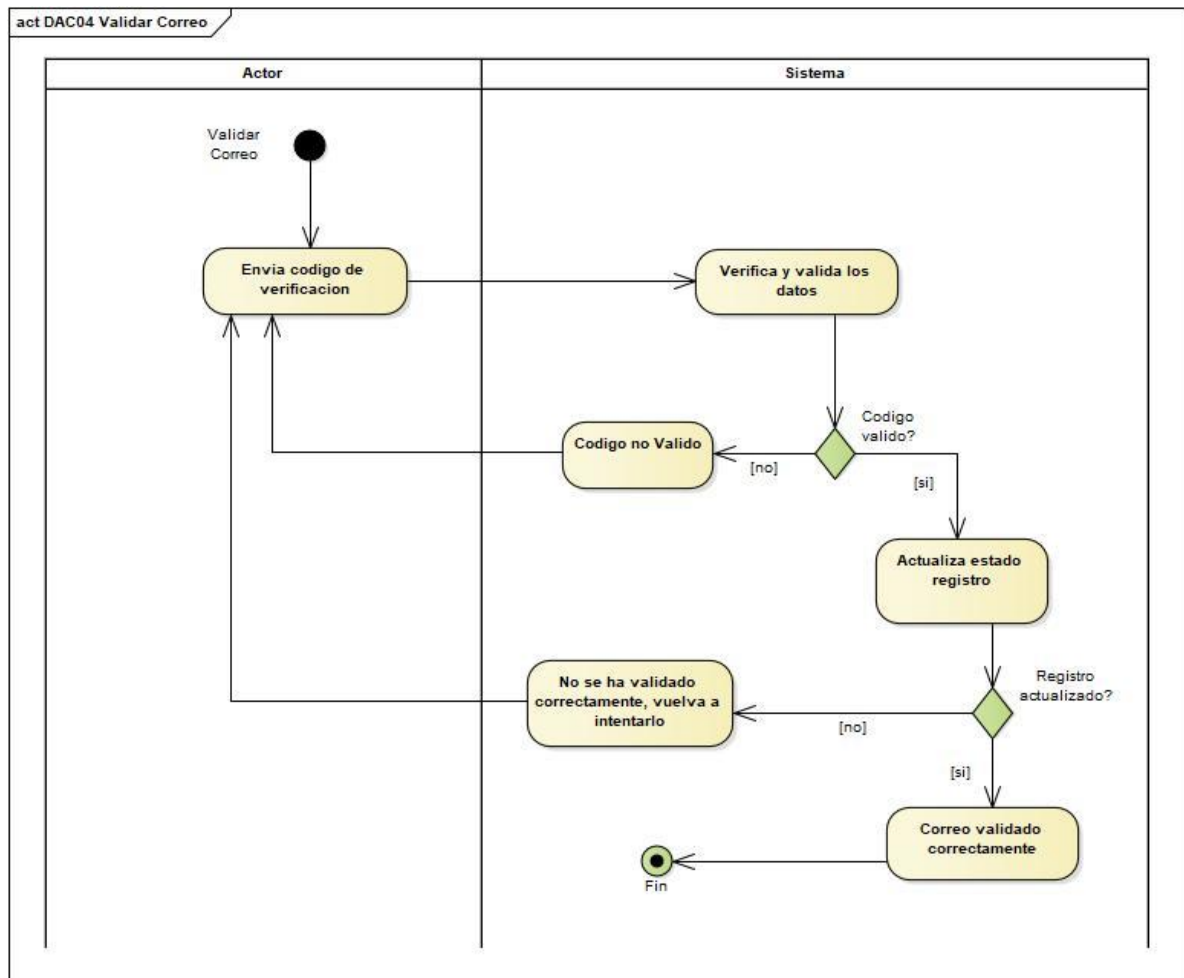 act DAC04 Validar Correo
Actor
Sistema
Validar
Correo
Envia codigo de
verificacion
Verifica y valida los
datos
Codigo
valido?
Codigo no Valido
[no]
[si]
Actualiza estado
registro
Registro
actualizado?
No se ha validado
correctamente, vuelva a
intentarlo
[no]
[si]
Correo validado
correctamente
Fin